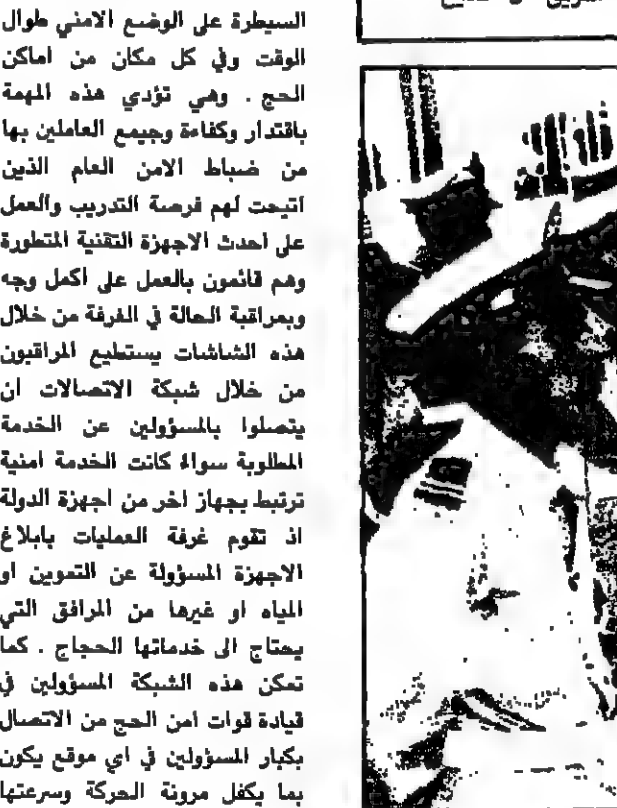 السيطرة على الوضع الامني طوال
الوقت وفي كل مكان من اماكن
الحج . وهي تؤدي هذه المهمة
باقتدار وكفاءة وجيمع العاملين بها
من ضباط الامن العام الذين
اتيحت لهم فرصة التدريب والعمل
على احدث الاجهزة التقنية المتطورة
وهم قائمون بالعمل على اكمل وجه
وبمراقبة الحالة في الغرفة من خلال
هذه الشاشات يستطيع المراقبون
من خلال شبكة الاتصالات ان
يتصلوا بالمسؤولين عن الخدمة
المطلوبة سواء كانت الخدمة امنية
ترتبط بجهاز اخر من اجهزة الدولة
اذ تقوم غرفة العمليات بابلاغ
الاجهزة المسؤولة عن التموين او
المياه او غيرها من المرافق التي
يحتاج الى خدماتها الحجاج . كما
تمكن هذه الشبكة المسؤولين في
قيادة قوات امن الحج من الاتصال
بكبار المسؤولين في اي موقع يكون
بما يكفل مرونة الحركة وسرعتها